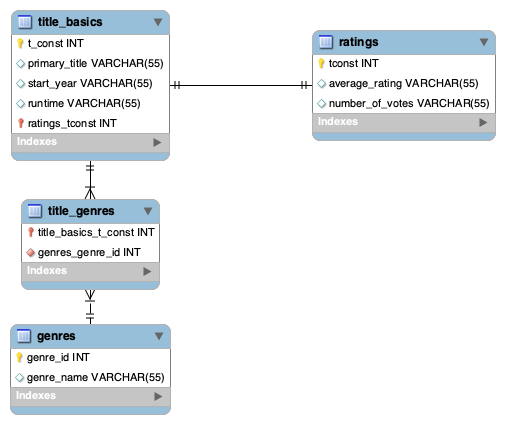 title_basics
t_const INT
primary_title VARCHAR(55)
start_year VARCHAR(55)
runtime VARCHAR(55)
ratings_tconst INT
Indexes
ratings
tconst INT
average_rating VARCHAR(55)
number_of_votes VARCHAR(55)
Indexes
title_genres
title_basics_t_const INT
genres_genre_id INT
Indexes
genres
genre_id INT
genre_name VARCHAR(55)
Indexes